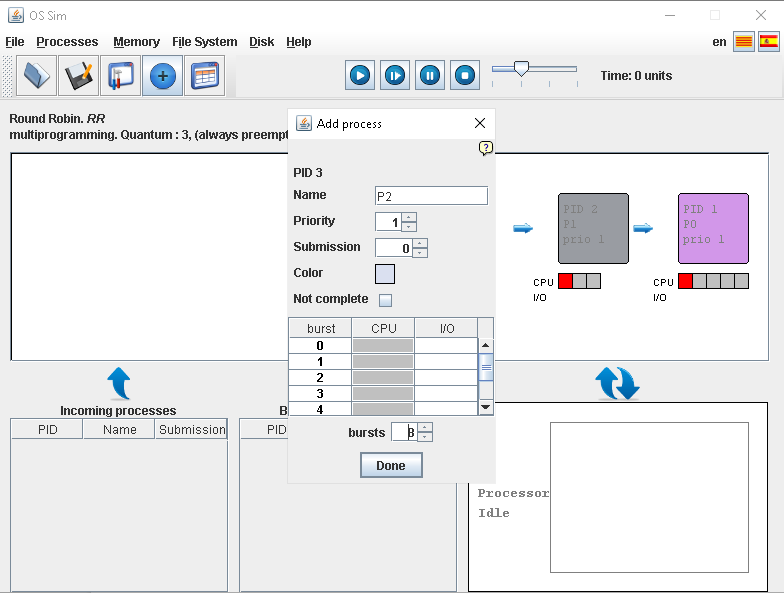 OS Sim
File Processes Memory File System Disk Help
en
Time: 0 units
Round Robin. RR
multiprogramming. Quantum : 3, (always preempt
Add process
?
PID 3
Name P2
Priority 1
Submission 0
Color
Not complete
burst CPU I/O
0
1
2
3
4
bursts 8
Done
PID 2
P1
prio 1
CPU
I/O
PID 1
P0
prio 1
CPU
I/O
Incoming processes
PID Name Submission
B
PID
Processor
Idle